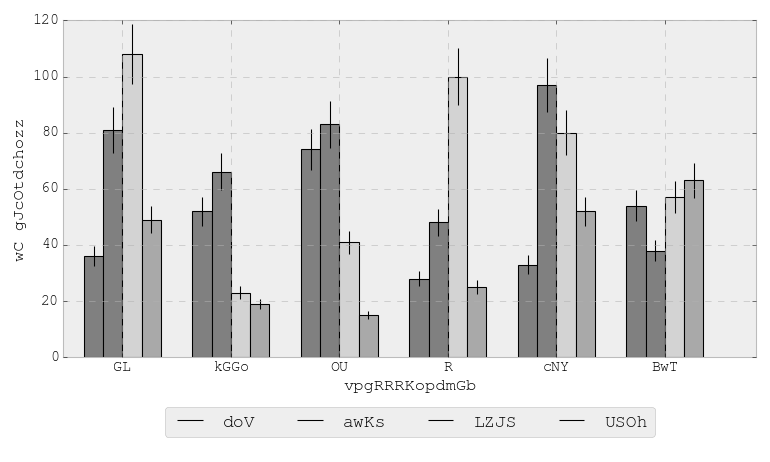 120
100
80
60
40
20
0
wC gJcOtdchozz
GL kGGo OU R cNY BwT
vpgRRRKopdmGb
doV awKs LZJS USOh